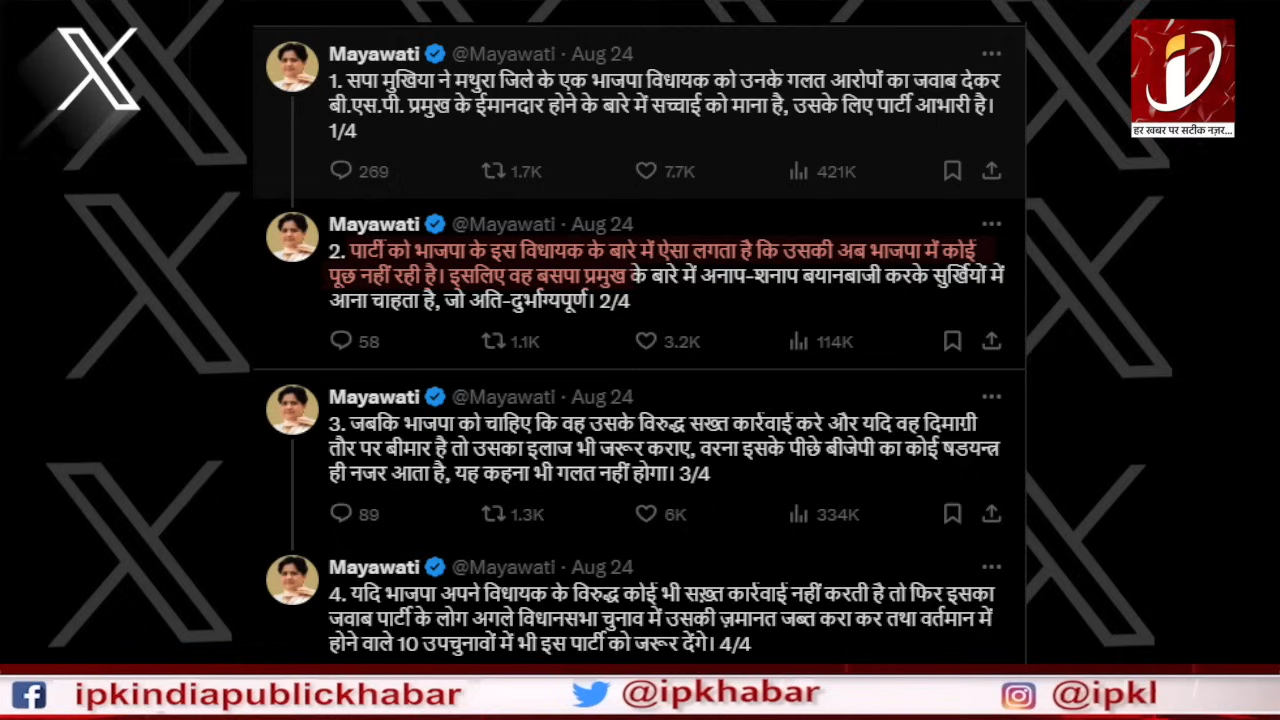 Mayawati @Mayawati · Aug 24
1. सपा मुखिया ने मथुरा जिले के एक भाजपा विधायक को उनके गलत आरोपों का जवाब देकर
बी.एस.पी. प्रमुख के ईमानदार होने के बारे में सच्चाई को माना है, उसके लिए पार्टी आभारी है।
1/4
269 1.7K 7.7K 421K
Mayawati @Mayawati · Aug 24
2. पार्टी को भाजपा के इस विधायक के बारे में ऐसा लगता है कि उसकी अब भाजपा में कोई
पूछ नहीं रही है। इसलिए वह बसपा प्रमुख के बारे में अनाप-शनाप बयानबाजी करके सुर्खियों में
आना चाहता है, जो अति-दुर्भाग्यपूर्ण। 2/4
58 1.1K 3.2K 114K
Mayawati @Mayawati · Aug 24
3. जबकि भाजपा को चाहिए कि वह उसके विरुद्ध सख्त कार्रवाई करे और यदि वह दिमाग़ी
तौर पर बीमार है तो उसका इलाज भी जरूर कराए, वरना इसके पीछे बीजेपी का कोई षडयन्त्र
ही नजर आता है, यह कहना भी गलत नहीं होगा। 3/4
89 1.3K 6K 334K
Mayawati @Mayawati · Aug 24
4. यदि भाजपा अपने विधायक के विरुद्ध कोई भी सख़्त कार्रवाई नहीं करती है तो फिर इसका
जवाब पार्टी के लोग अगले विधानसभा चुनाव में उसकी ज़मानत जब्त करा कर तथा वर्तमान में
होने वाले 10 उपचुनावों में भी इस पार्टी को जरूर देंगे। 4/4
हर खबर पर सटीक नज़र...
ipkindiapublickhabar @ipkhabar @ipkl